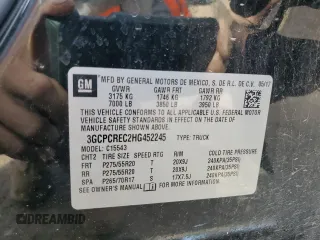 GM
MFD BY GENERAL MOTORS DE MEXICO, S. DE R.L. DE C.V. 05/17
GVWR GAWR FRT GAWR RR
3175 KG 1746 KG 1792 KG
7000 LB 3850 LB 3950 LB
THIS VEHICLE CONFORMS TO ALL APPLICABLE U.S. FEDERAL MOTOR
VEHICLE SAFETY STANDARDS IN EFFECT ON THE DATE OF
MANUFACTURE SHOWN ABOVE.
3GCPCREC2HG452245 TYPE: TRUCK
MODEL: C15543
CHT2 TIRE SIZE SPEED RTG RIM COLD TIRE PRESSURE
FRT P275/55R20 T 20X9J 240KPA(35PSI)
RR P275/55R20 T 20X9J 240KPA(35PSI)
SPA P265/70R17 S 17X7.5J 240KPA(35PSI)
SEE OWNER'S MANUAL